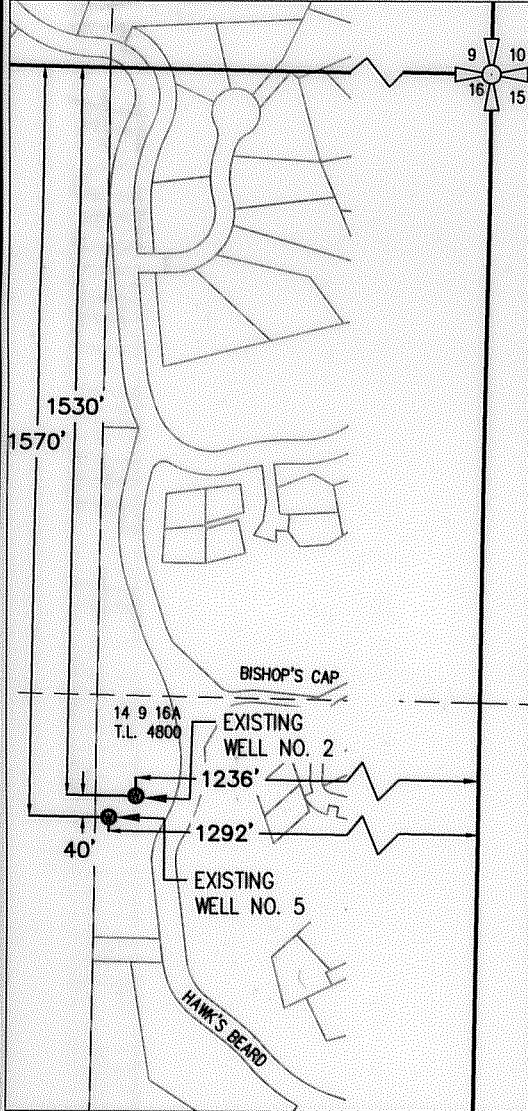 9 10
16 15
1530'
1570'
BISHOP'S CAP
14 9 16A
T.L. 4800
EXISTING
WELL NO. 2
1236'
1292'
40'
EXISTING
WELL NO. 5
HAWK'S BEARD